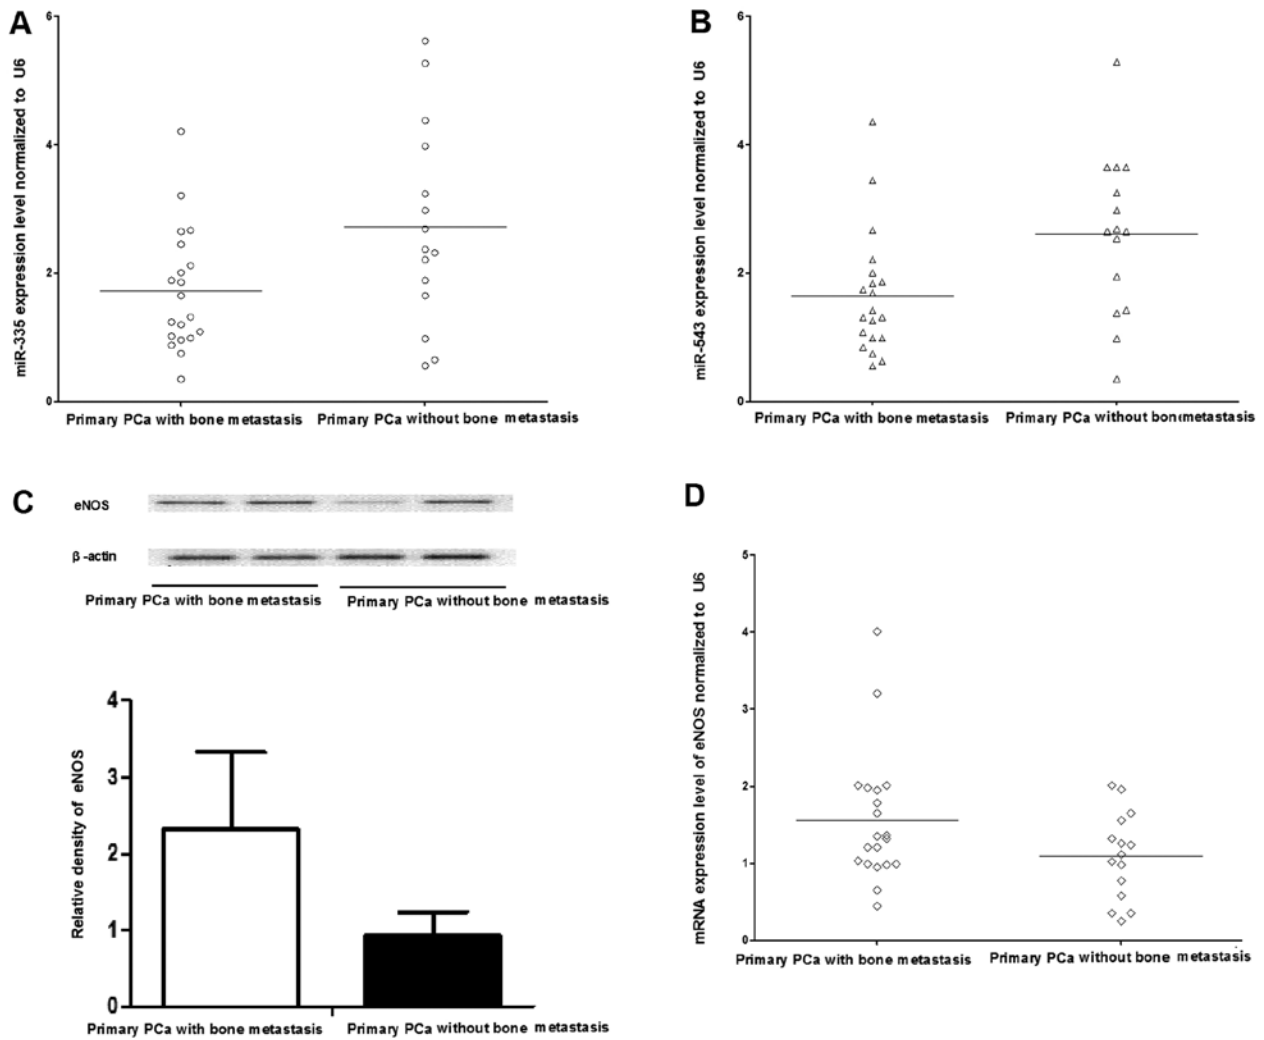 A
miR-335 expression level normalized to U6
6
4
2
0
Primary PCa with bone metastasis
Primary PCa without bone metastasis
B
miR-543 expression level normalized to U6
6
4
2
0
Primary PCa with bone metastasis
Primary PCa without bonemetastasis
C
eNOS
β-actin
Primary PCa with bone metastasis
Primary PCa without bone metastasis
Relative density of eNOS
4
3
2
1
0
Primary PCa with bone metastasis
Primary PCa without bone metastasis
D
mRNA expression level of eNOS normalized to U6
5
4
3
2
1
0
Primary PCa with bone metastasis
Primary PCa without bone metastasis